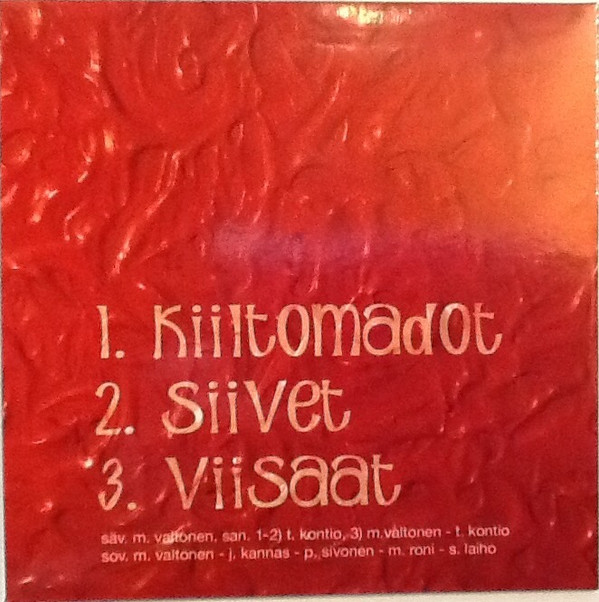 1. Kiiltomadot
2. Siivet
3. Viisaat
säv. m. valtonen, san. 1-2) t. kontio, 3) m.valtonen - t. kontio
sov. m. valtonen - j. kannas - p. sivonen - m. roni - s. laiho